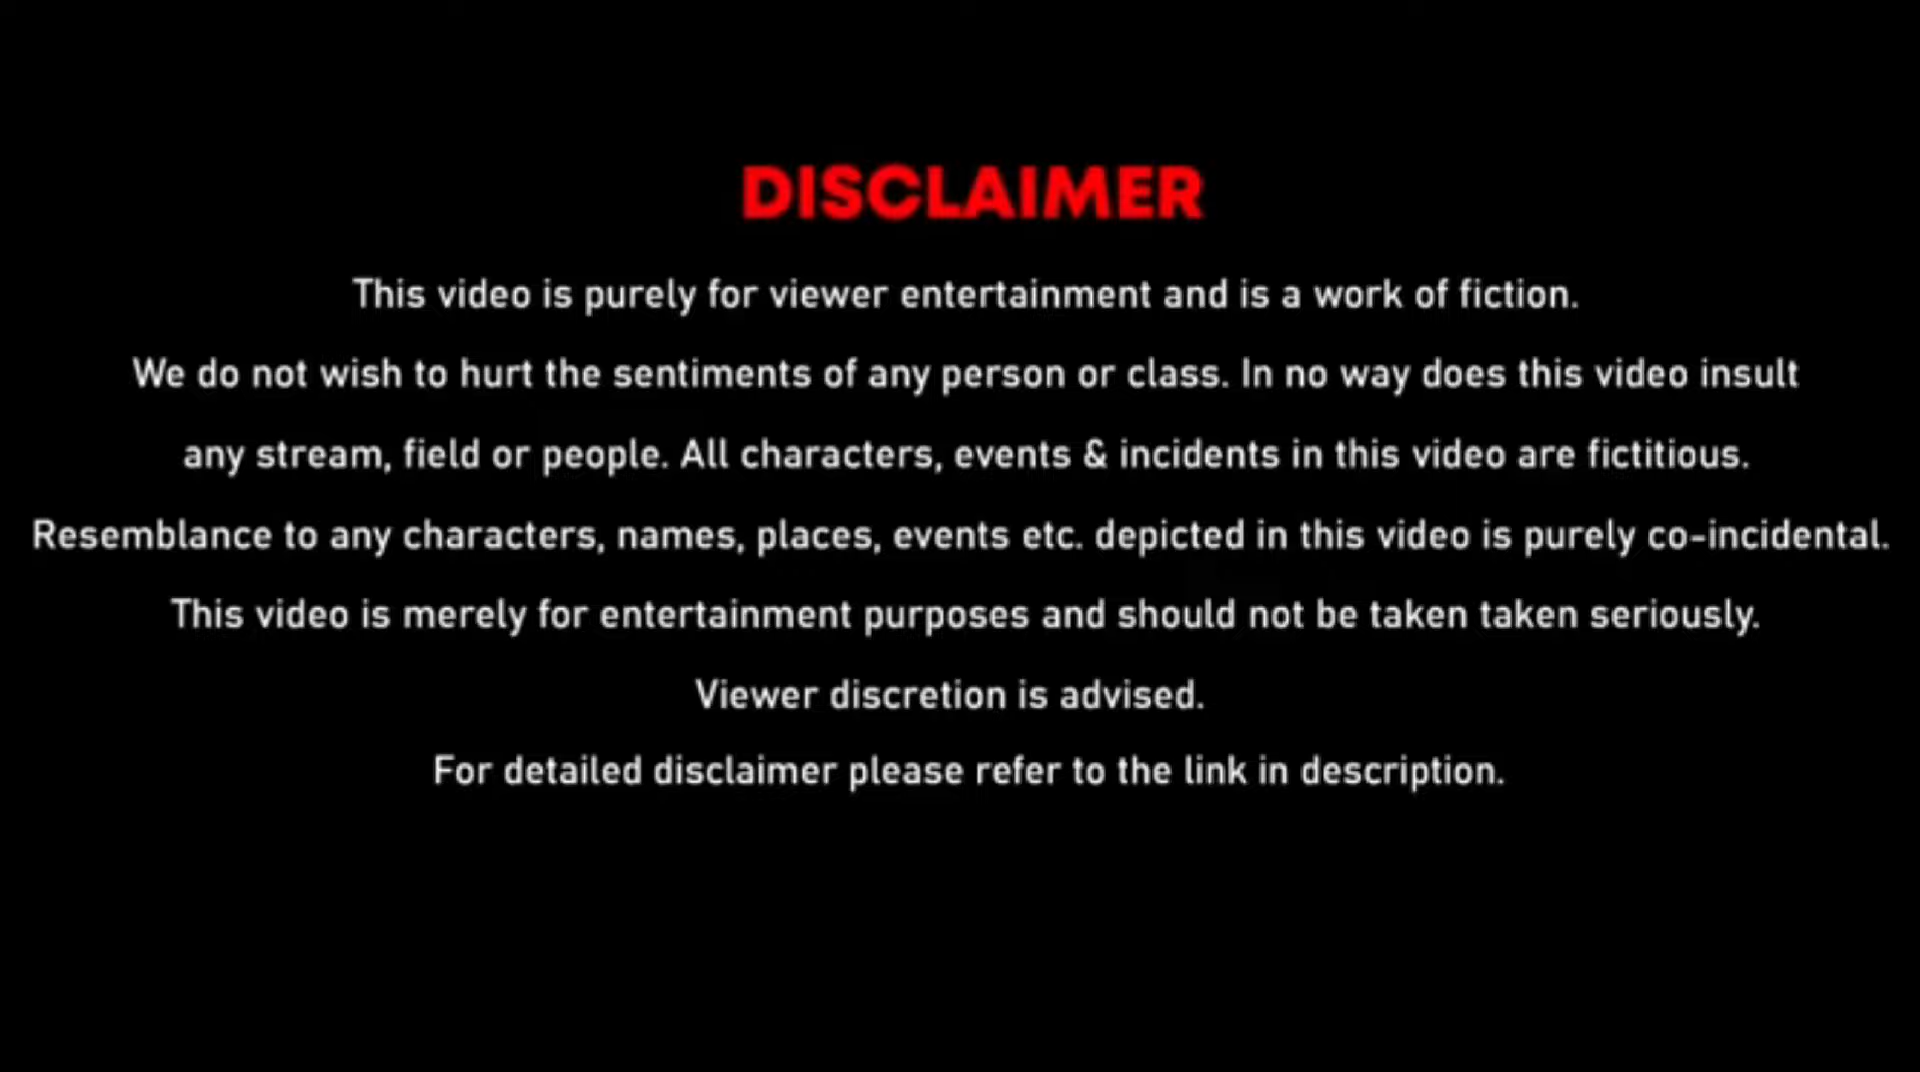 DISCLAIMER
This video is purely for viewer entertainment and is a work of fiction.
We do not wish to hurt the sentiments of any person or class. In no way does this video insult
any stream, field or people. All characters, events & incidents in this video are fictitious.
Resemblance to any characters, names, places, events etc. depicted in this video is purely co-incidental.
This video is merely for entertainment purposes and should not be taken taken seriously.
Viewer discretion is advised.
For detailed disclaimer please refer to the link in description.